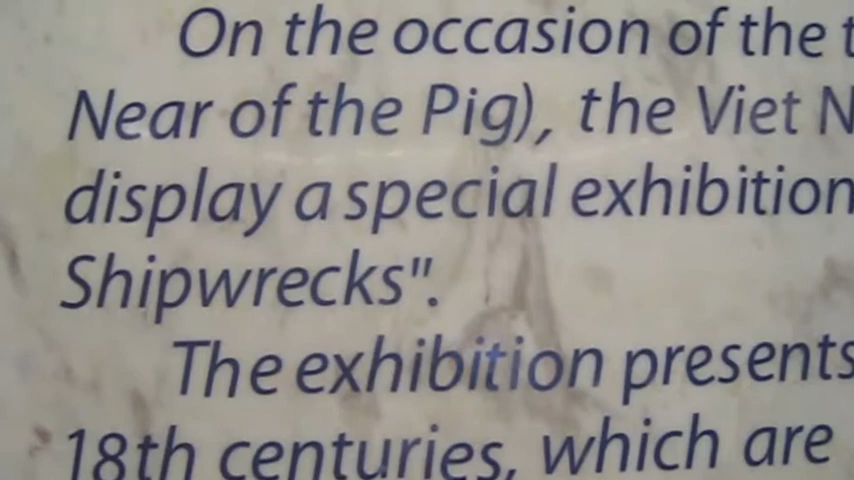 On the occasion of the
Near of the Pig), the Viet
display a special exhibition
Shipwrecks".
The exhibition presents
18th centuries, which are